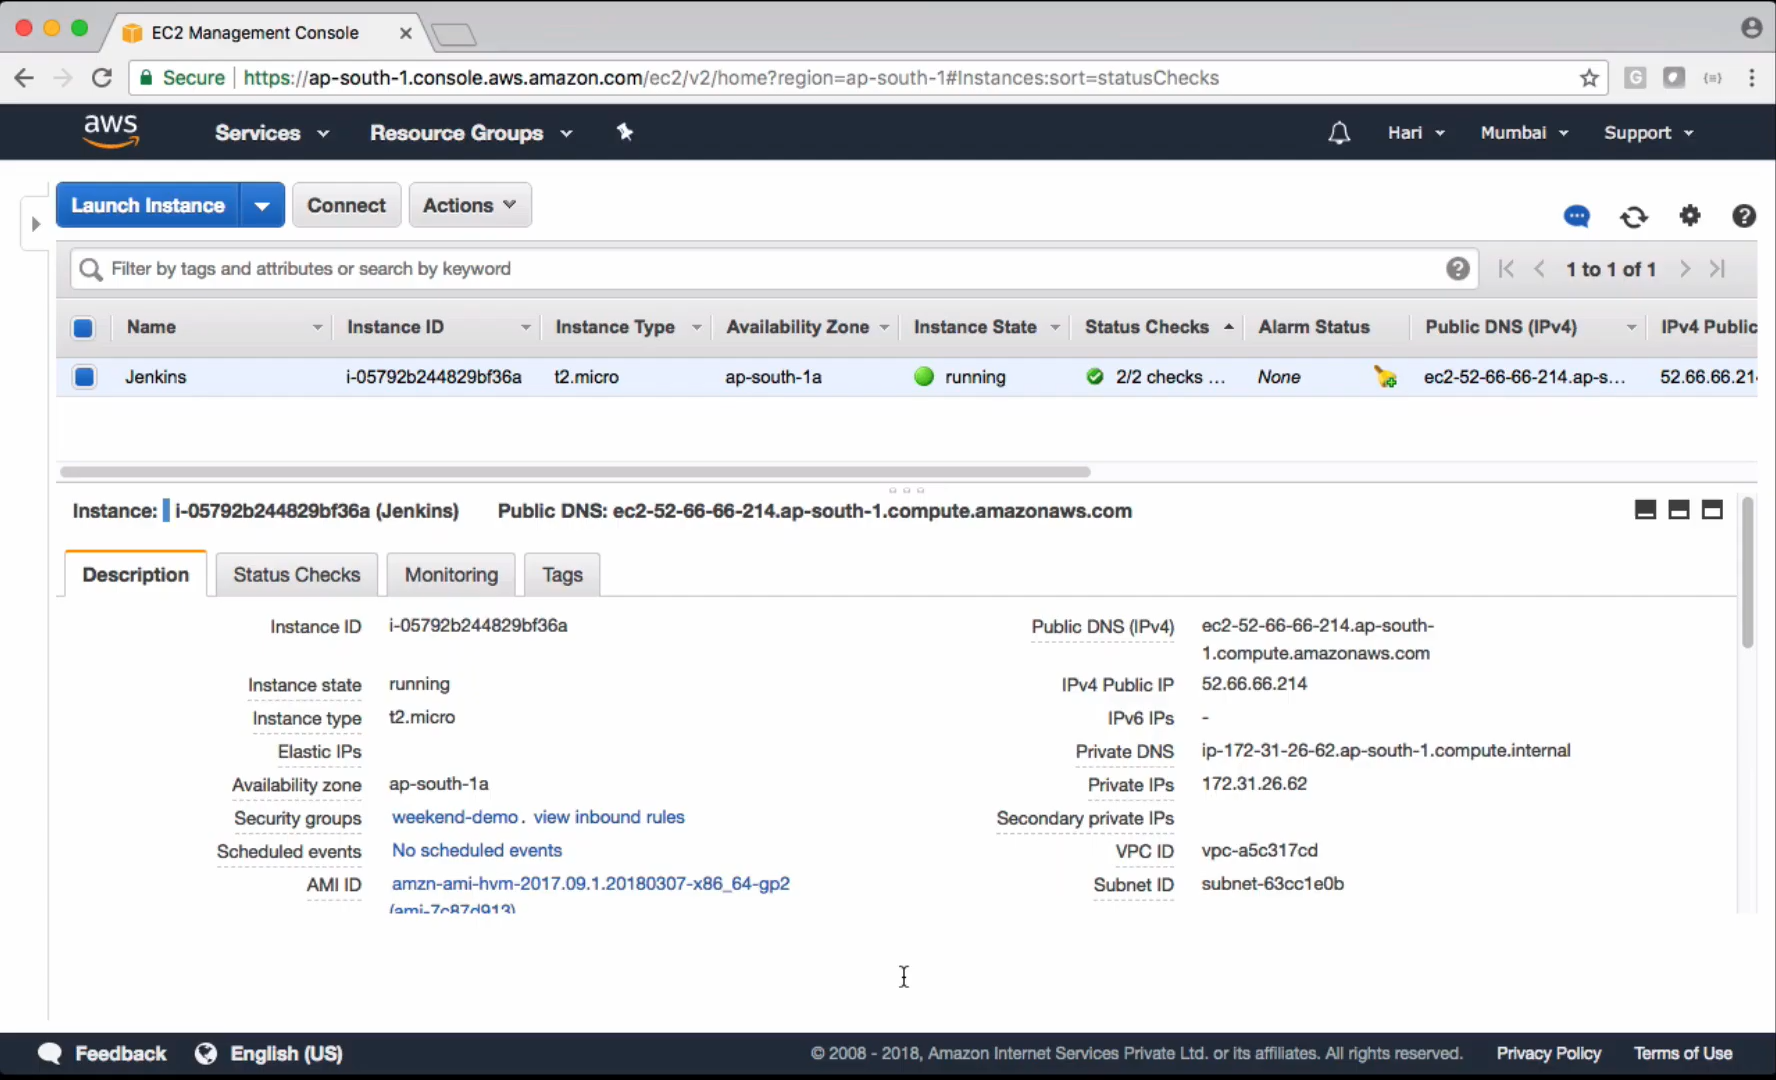 EC2 Management Console
Secure https://ap-south-1.console.aws.amazon.com/ec2/v2/home?region=ap-south-1#Instances:sort=statusChecks
aws Services Resource Groups Hari Mumbai Support
Launch Instance Connect Actions
Filter by tags and attributes or search by keyword 1 to 1 of 1
Name Instance ID Instance Type Availability Zone Instance State Status Checks Alarm Status Public DNS (IPv4) IPv4 Public
Jenkins i-05792b244829bf36a t2.micro ap-south-1a running 2/2 checks ... None ec2-52-66-66-214.ap-s... 52.66.66.21
Instance: i-05792b244829bf36a (Jenkins) Public DNS: ec2-52-66-66-214.ap-south-1.compute.amazonaws.com
Description Status Checks Monitoring Tags
Instance ID i-05792b244829bf36a Public DNS (IPv4) ec2-52-66-66-214.ap-south-
1.compute.amazonaws.com
Instance state running IPv4 Public IP 52.66.66.214
Instance type t2.micro IPv6 IPs -
Elastic IPs Private DNS ip-172-31-26-62.ap-south-1.compute.internal
Availability zone ap-south-1a Private IPs 172.31.26.62
Security groups weekend-demo. view inbound rules Secondary private IPs
Scheduled events No scheduled events VPC ID vpc-a5c317cd
AMI ID amzn-ami-hvm-2017.09.1.20180307-x86_64-gp2 Subnet ID subnet-63cc1e0b
(ami-7c87d913)
Feedback English (US) © 2008 - 2018, Amazon Internet Services Private Ltd. or its affiliates. All rights reserved. Privacy Policy Terms of Use